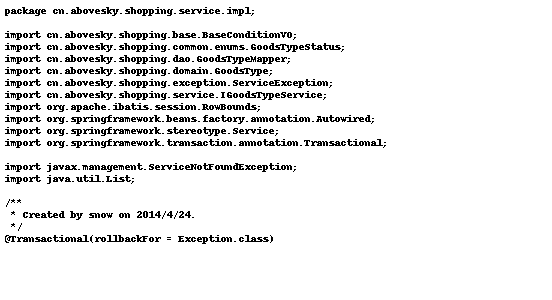 package cn.abovesky.shopping.service.impl;
import cn.abovesky.shopping.base.BaseConditionVO;
import cn.abovesky.shopping.common.enums.GoodsTypeStatus;
import cn.abovesky.shopping.dao.GoodsTypeMapper;
import cn.abovesky.shopping.domain.GoodsType;
import cn.abovesky.shopping.exception.ServiceException;
import cn.abovesky.shopping.service.IGoodsTypeService;
import org.apache.ibatis.session.RowBounds;
import org.springframework.beans.factory.annotation.Autowired;
import org.springframework.stereotype.Service;
import org.springframework.transaction.annotation.Transactional;
import javax.management.ServiceNotFoundException;
import java.util.List;
/**
 * Created by snow on 2014/4/24.
 */
@Transactional(rollbackFor = Exception.class)